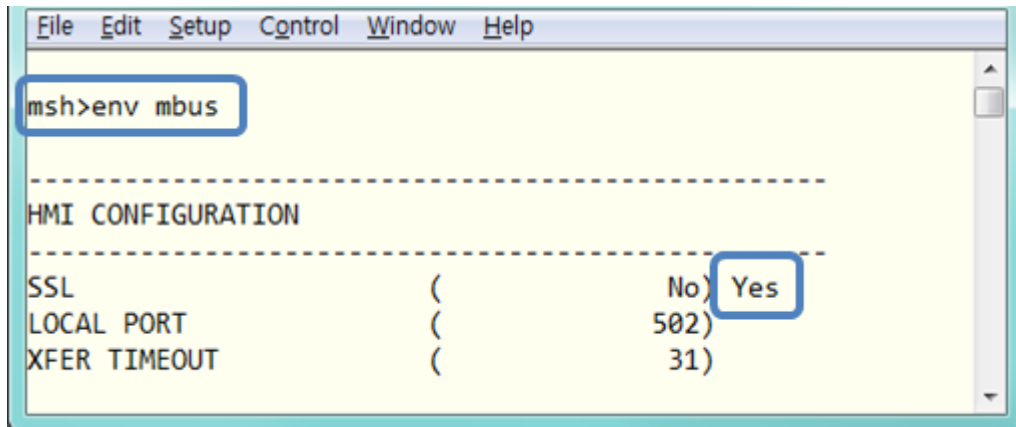 File Edit Setup Control Window Help
msh>env mbus
--------------------------------------------------
HMI CONFIGURATION
--------------------------------------------------
SSL ( No) Yes
LOCAL PORT ( 502)
XFER TIMEOUT ( 31)